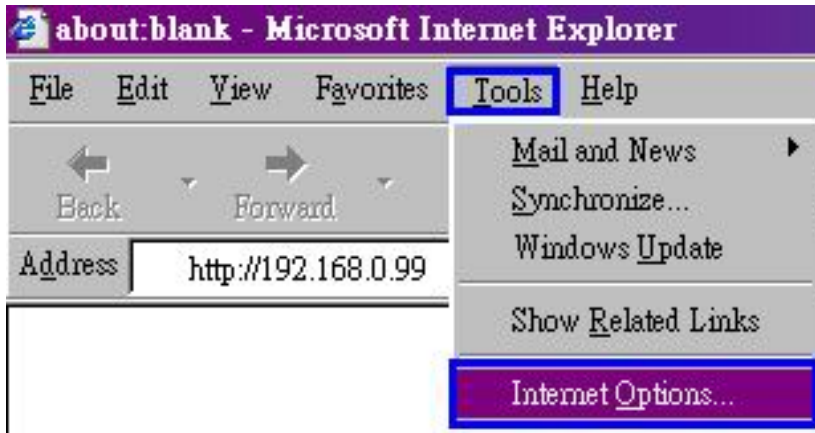 about:blank - Microsoft Internet Explorer
File Edit View Favorites Tools Help
Back Forward
Address http://192.168.0.99
Mail and News
Synchronize...
Windows Update
Show Related Links
Internet Options...